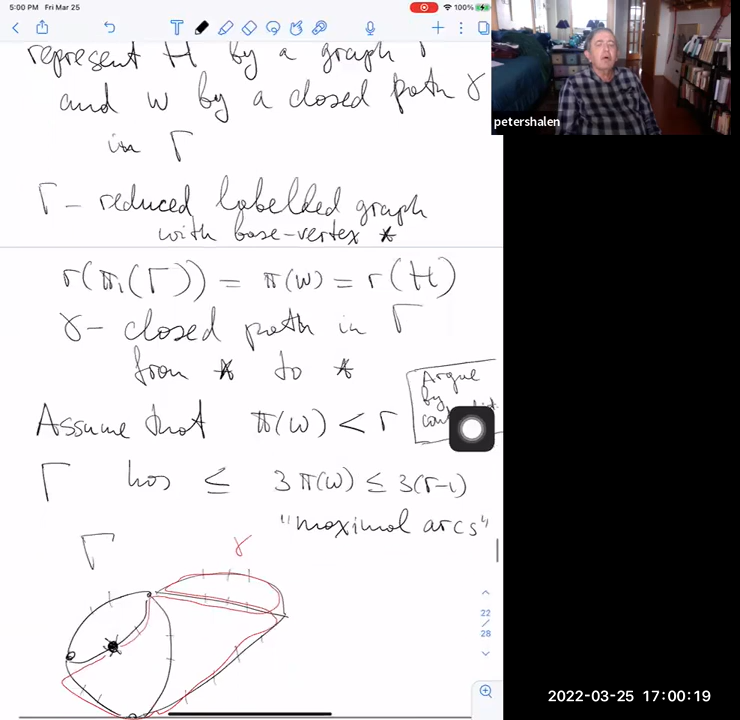 5:00 PM Fri Mar 25
100%
represent H by a graph Γ
and w by a closed path γ
in Γ
Γ - reduced labelled graph
with base-vertex *
r(π₁(Γ)) = π(w) = r(H)
γ - closed path in Γ
from * to *
Argue
by
Assume that π(w) < r
Γ has ≤ 3π(w) ≤ 3(r-1)
"maximal arcs"
Γ γ
22
/
28
petershalen
2022-03-25 17:00:19